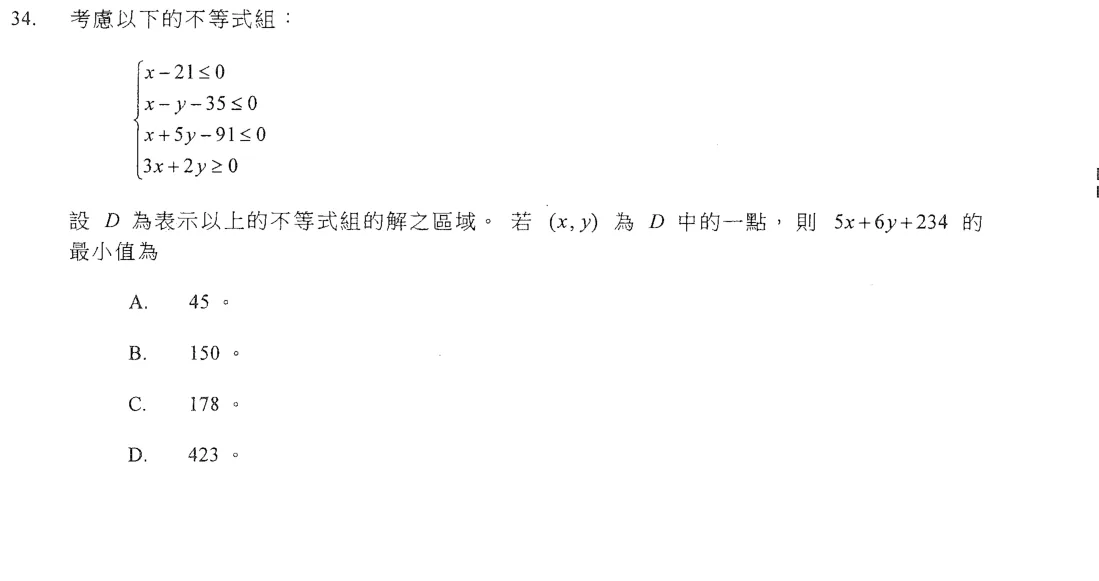 34. 考慮以下的不等式組：
x − 21 ≤ 0
x − y − 35 ≤ 0
x + 5y − 91 ≤ 0
3x + 2y ≥ 0
設 D 為表示以上的不等式組的解之區域。 若 (x, y) 為 D 中的一點，則 5x+6y+234 的
最小值為
A. 45 。
B. 150 。
C. 178 。
D. 423 。